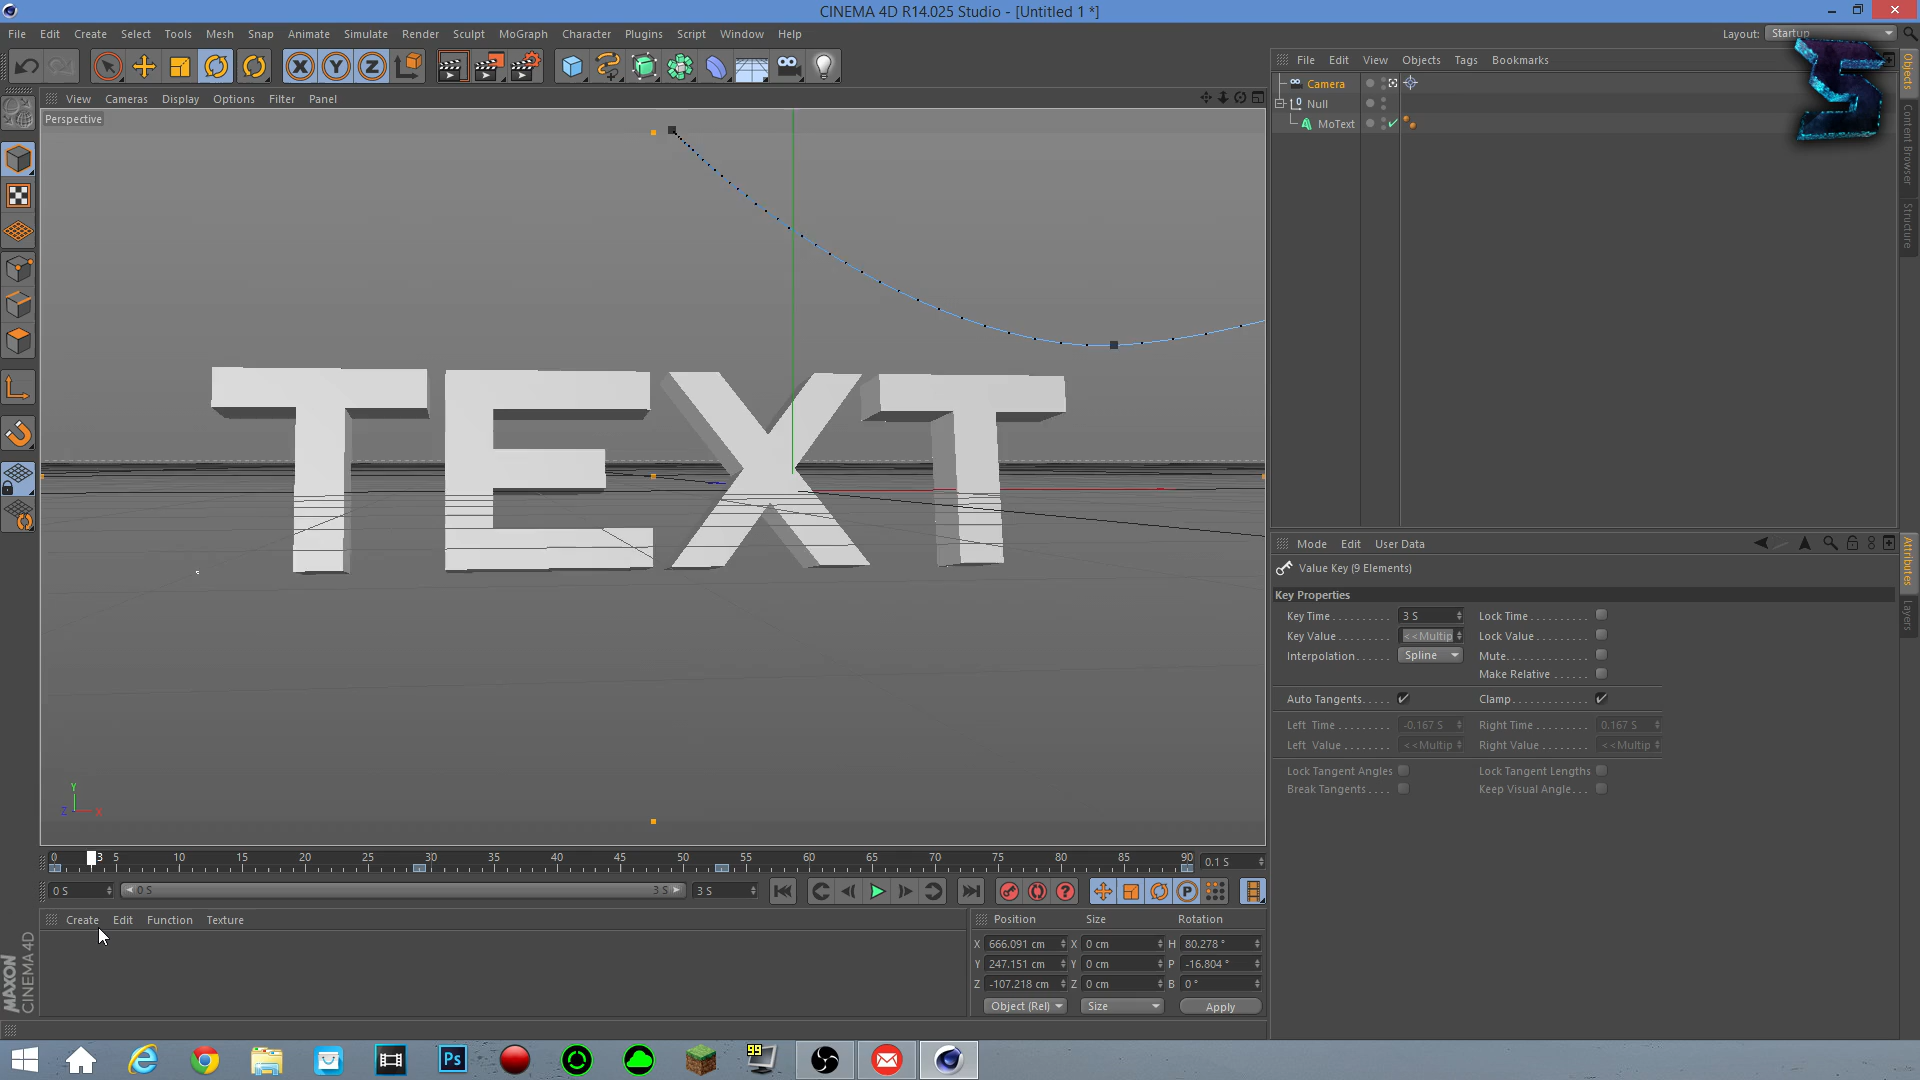 CINEMA 4D R14.025 Studio - [Untitled 1 *]
File Edit Create Select Tools Mesh Snap Animate Simulate Render Sculpt MoGraph Character Plugins Script Window Help
Layout: Startup
File Edit View Objects Tags Bookmarks
View Cameras Display Options Filter Panel
Perspective
Camera
Null
MoText
Objects
Content Browser
Structure
TEXT
Mode Edit User Data
Value Key (9 Elements)
Key Properties
Key Time . . . . . . . . . . 3 S Lock Time . . . . . . . . . .
Key Value . . . . . . . . . <<Multip Lock Value . . . . . . . . .
Interpolation . . . . . . Spline Mute. . . . . . . . . . . . . .
Make Relative . . . . . .
Auto Tangents. . . . . Clamp . . . . . . . . . . . . .
Left Time . . . . . . . . . -0.167 S Right Time . . . . . . . . . 0.167 S
Left Value . . . . . . . . <<Multip Right Value . . . . . . . . <<Multip
Lock Tangent Angles Lock Tangent Lengths
Break Tangents . . . . Keep Visual Angle. . .
Attributes
Layers
Y
Z X
0 3 5 10 15 20 25 30 35 40 45 50 55 60 65 70 75 80 85 90 0.1 S
0 S 0 S 3 S 3 S
P
Create Edit Function Texture
Position Size Rotation
X 666.091 cm X 0 cm H 80.278 °
Y 247.151 cm Y 0 cm P -16.804 °
Z -107.218 cm Z 0 cm B 0 °
Object (Rel) Size Apply
MAXON
CINEMA 4D
Ps
99